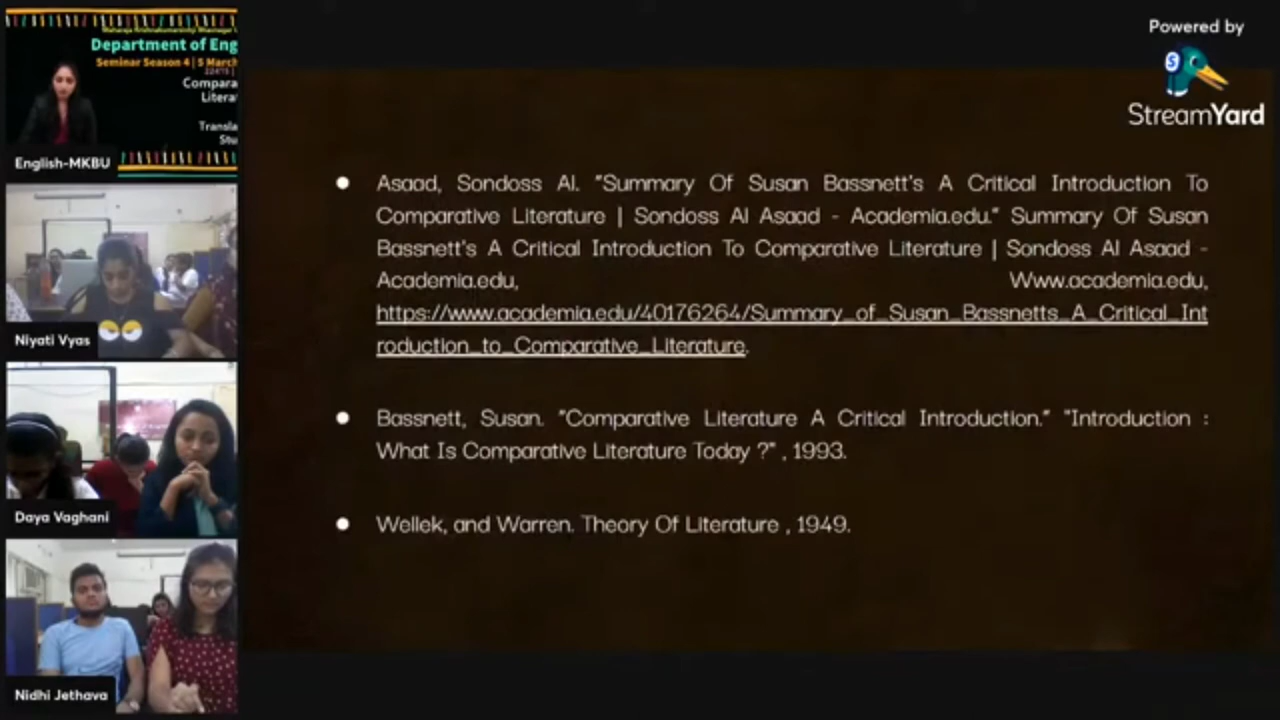 Maharaja Krishnakumarsinhji Bhavnagar U
Department of Eng
Seminar Season 4 | 5 March
Compara
Litera
Transla
Stu
English-MKBU
Niyati Vyas
Daya Vaghani
Nidhi Jethava
Powered by
StreamYard
Asaad, Sondoss Al. "Summary Of Susan Bassnett's A Critical Introduction To
Comparative Literature | Sondoss Al Asaad - Academia.edu." Summary Of Susan
Bassnett's A Critical Introduction To Comparative Literature | Sondoss Al Asaad -
Academia.edu, Www.academia.edu,
https://www.academia.edu/40176264/Summary_of_Susan_Bassnetts_A_Critical_Int
roduction_to_Comparative_Literature.
Bassnett, Susan. "Comparative Literature A Critical Introduction." "Introduction :
What Is Comparative Literature Today ?" , 1993.
Wellek, and Warren. Theory Of Literature , 1949.